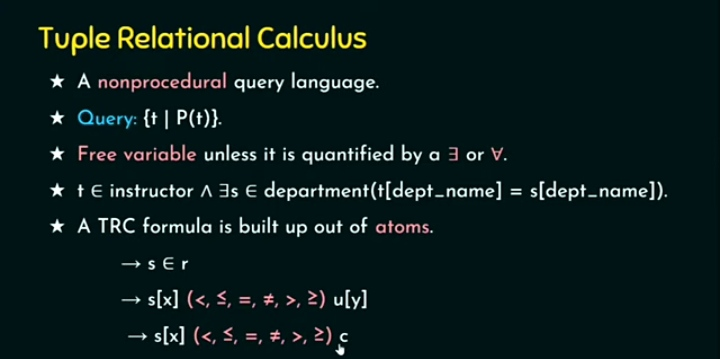 Tuple Relational Calculus
★ A nonprocedural query language.
★ Query: {t | P(t)}.
★ Free variable unless it is quantified by a ∃ or ∀.
★ t ∈ instructor ∧ ∃s ∈ department(t[dept_name] = s[dept_name]).
★ A TRC formula is built up out of atoms.
→ s ∈ r
→ s[x] (<, ≤, =, ≠, >, ≥) u[y]
→ s[x] (<, ≤, =, ≠, >, ≥) c